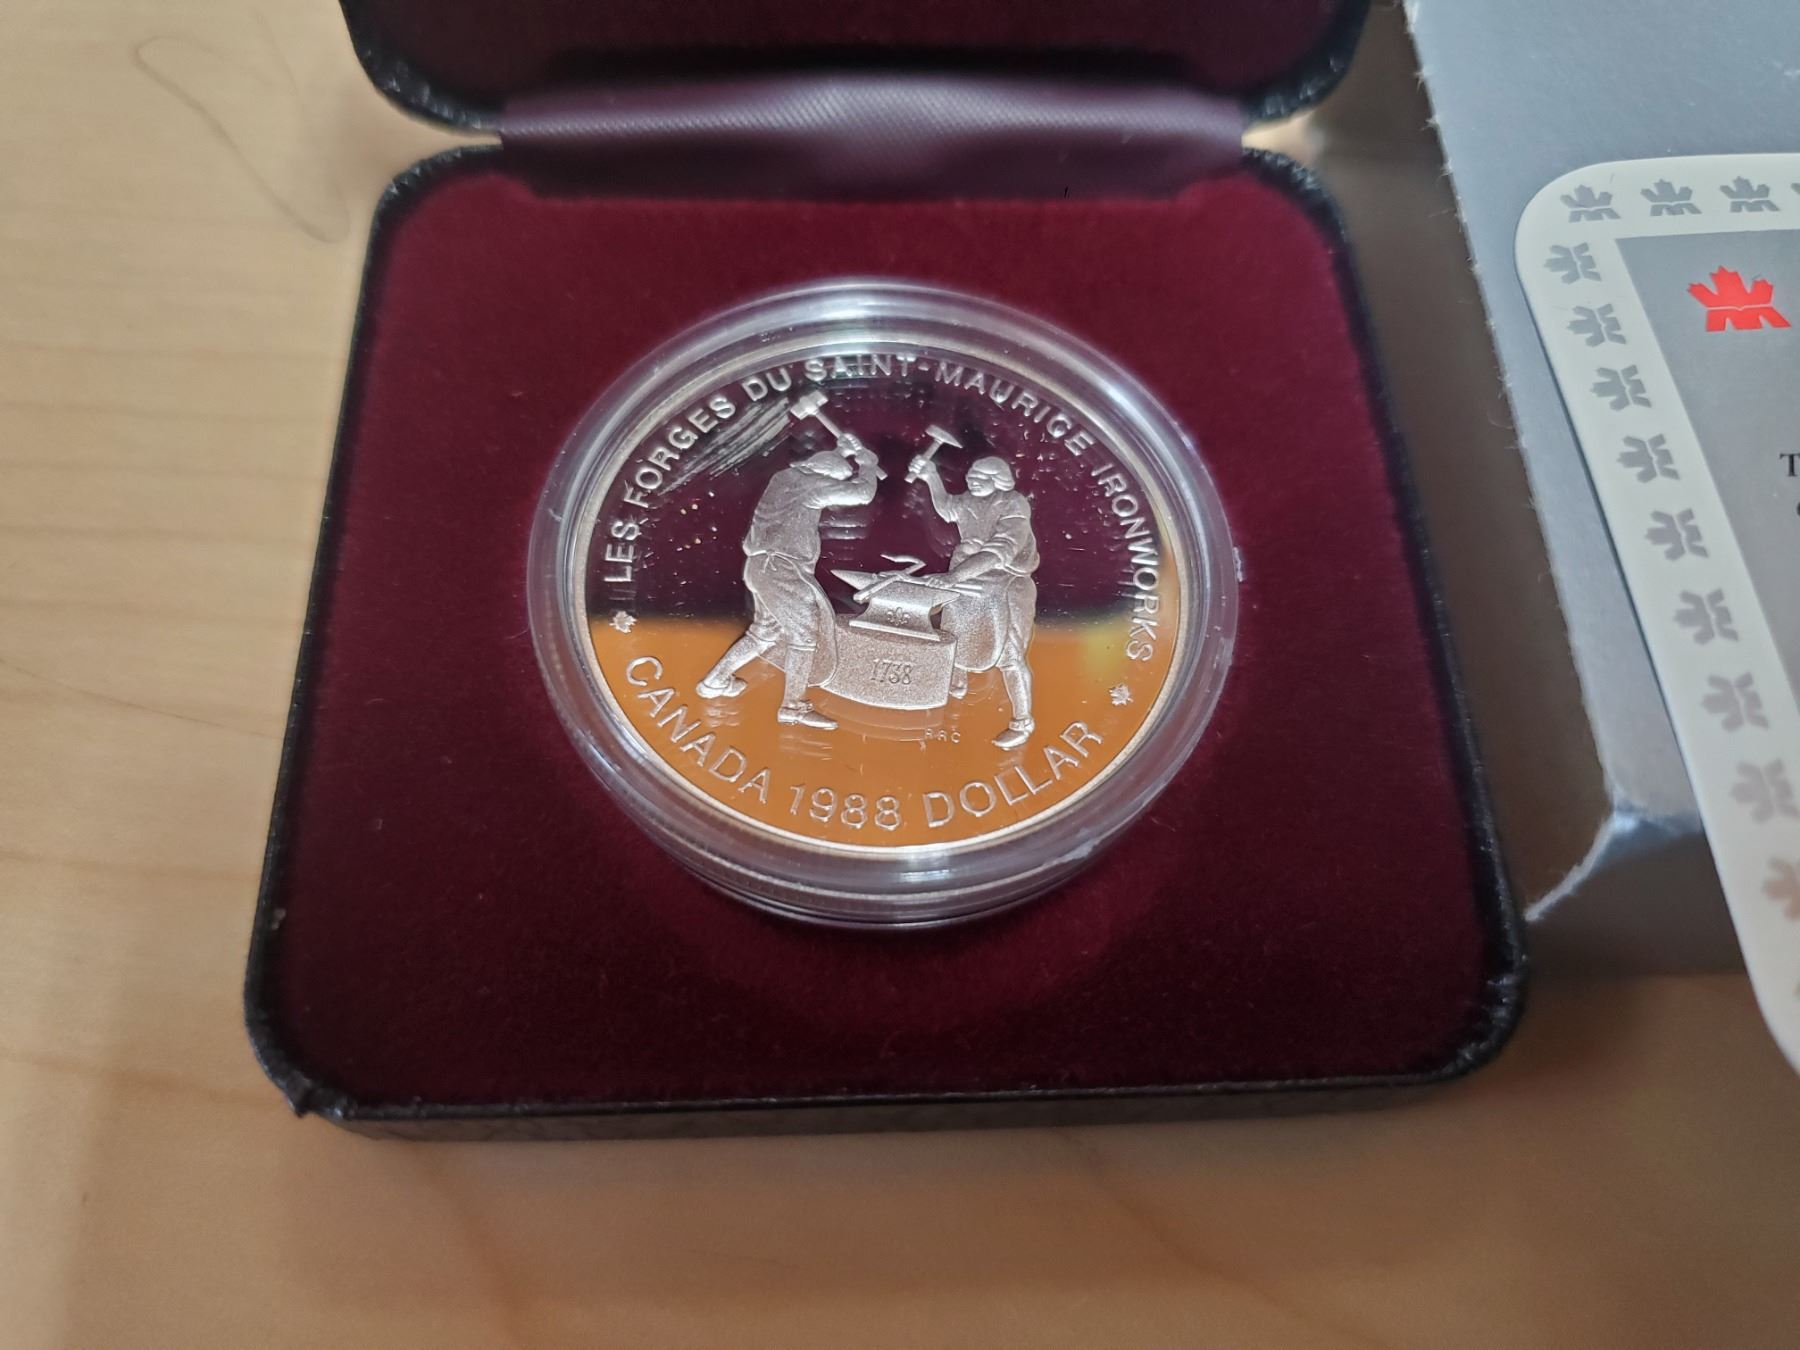 LES FORGES DU SAINT-MAURICE IRONWORKS
1738
RRC
CANADA 1988 DOLLAR
T